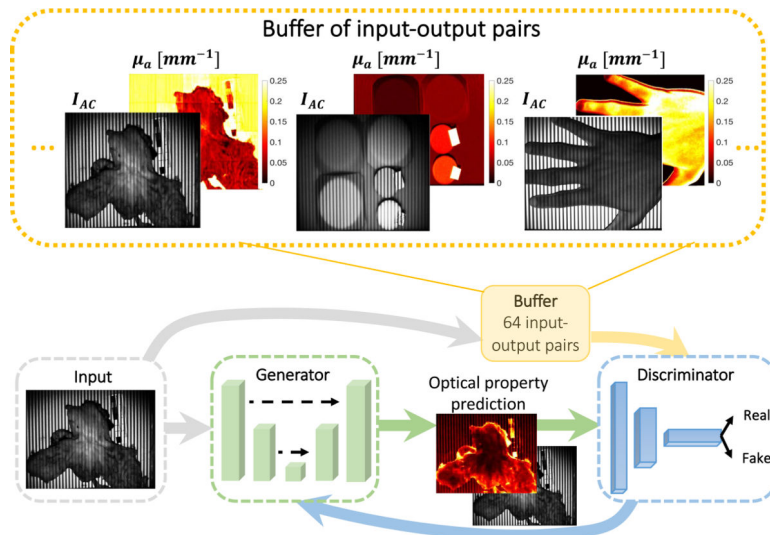 Buffer of input-output pairs
μₐ [mm⁻¹]
μₐ [mm⁻¹]
μₐ [mm⁻¹]
I_AC
I_AC
I_AC
0.25
0.2
0.15
0.1
0.05
0
0.25
0.2
0.15
0.1
0.05
0
0.25
0.2
0.15
0.1
0.05
0
Buffer
64 input-
output pairs
Input
Generator
Optical property
prediction
Discriminator
Real
Fake